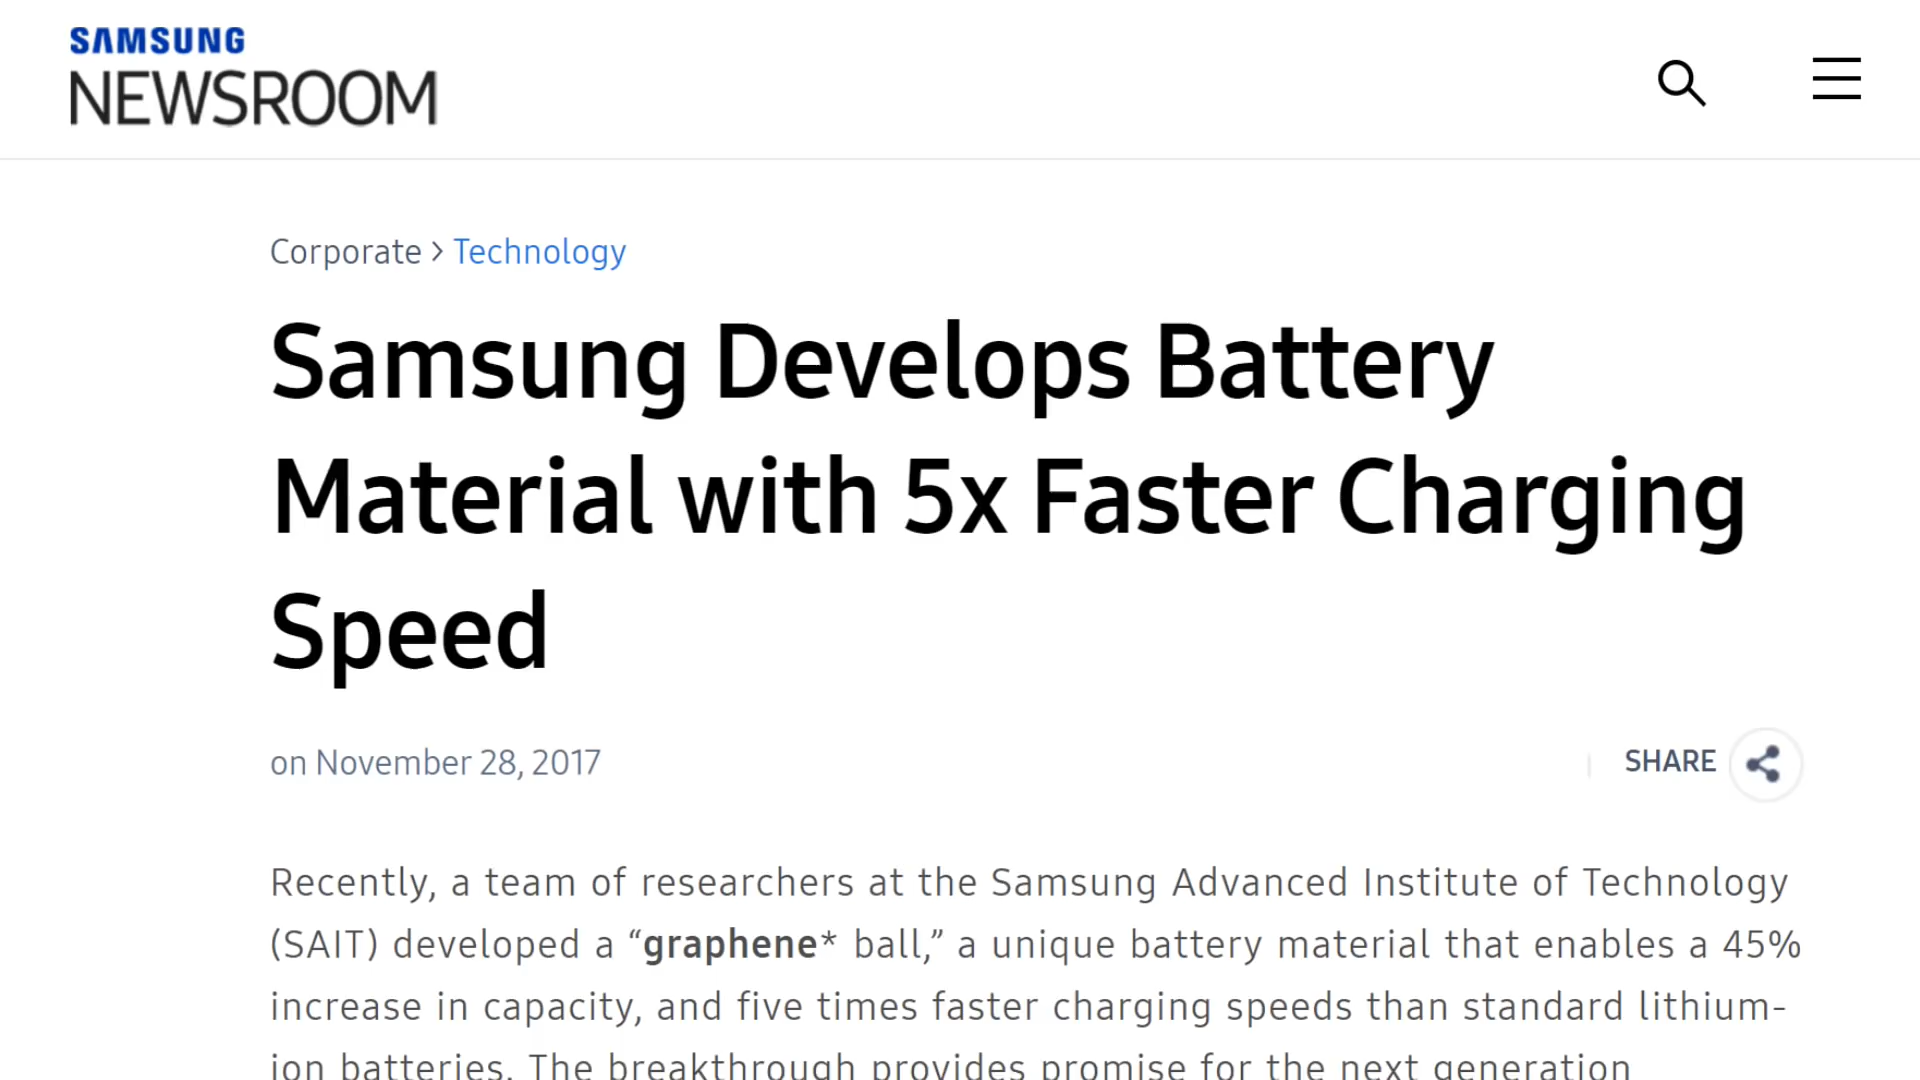 SAMSUNG
NEWSROOM
Corporate > Technology
Samsung Develops Battery
Material with 5x Faster Charging
Speed
on November 28, 2017
SHARE
Recently, a team of researchers at the Samsung Advanced Institute of Technology
(SAIT) developed a “graphene* ball,” a unique battery material that enables a 45%
increase in capacity, and five times faster charging speeds than standard lithium-
ion batteries. The breakthrough provides promise for the next generation